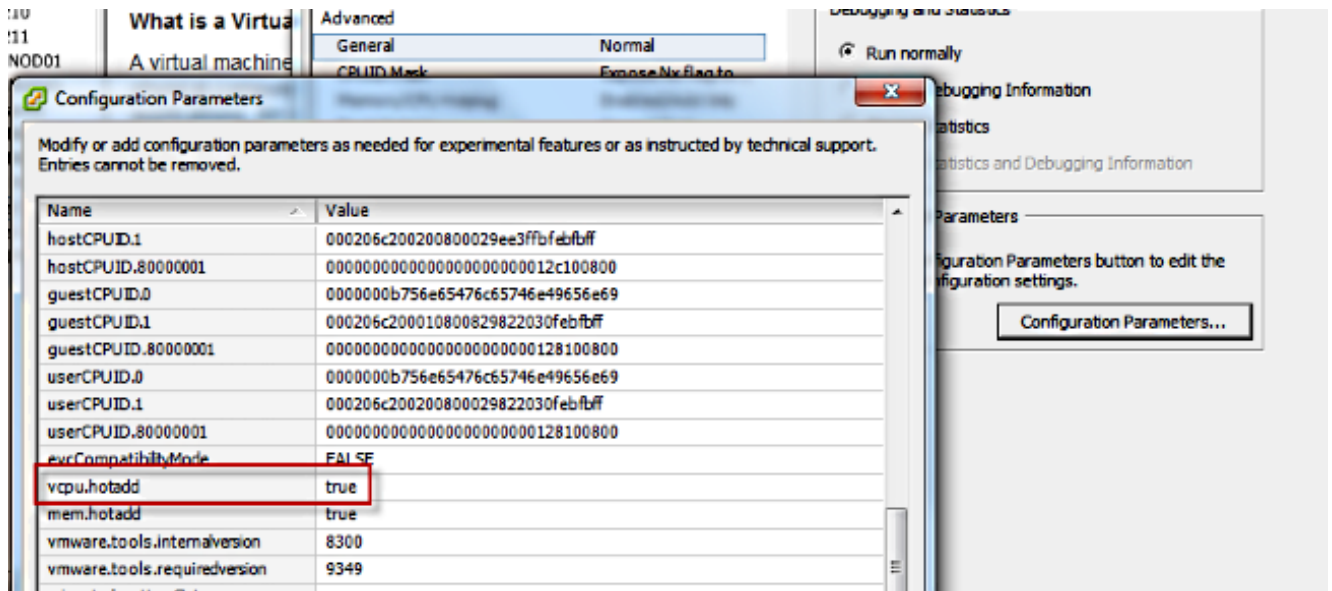 :10
:11
NOD01
What is a Virtua
A virtual machine
Advanced
General Normal
CPUID Mask Expose Nx flag to
Debugging and Statistics
Run normally
ebugging Information
atistics
atistics and Debugging Information
Parameters
figuration Parameters button to edit the
nfiguration settings.
Configuration Parameters...
Configuration Parameters
Modify or add configuration parameters as needed for experimental features or as instructed by technical support.
Entries cannot be removed.
Name Value
hostCPUID.1 000206c200200800029ee3ffbfebfbff
hostCPUID.80000001 0000000000000000000000012c100800
guestCPUID.0 0000000b756e65476c65746e49656e69
guestCPUID.1 000206c200010800829822030febfbff
guestCPUID.80000001 00000000000000000000000128100800
userCPUID.0 0000000b756e65476c65746e49656e69
userCPUID.1 000206c200200800029822030febfbff
userCPUID.80000001 00000000000000000000000128100800
evcCompatibilityMode FALSE
vcpu.hotadd true
mem.hotadd true
vmware.tools.internalversion 8300
vmware.tools.requiredversion 9349